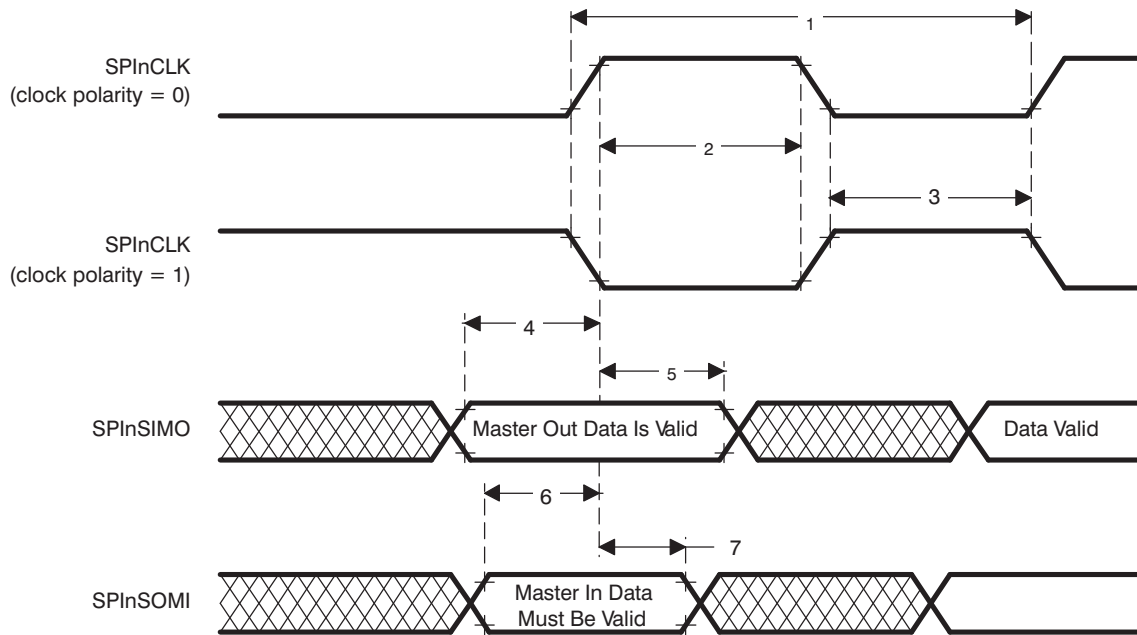 1
SPInCLK
(clock polarity = 0)
2
3
SPInCLK
(clock polarity = 1)
4
5
SPInSIMO
Master Out Data Is Valid
Data Valid
6
7
SPInSOMI
Master In Data
Must Be Valid